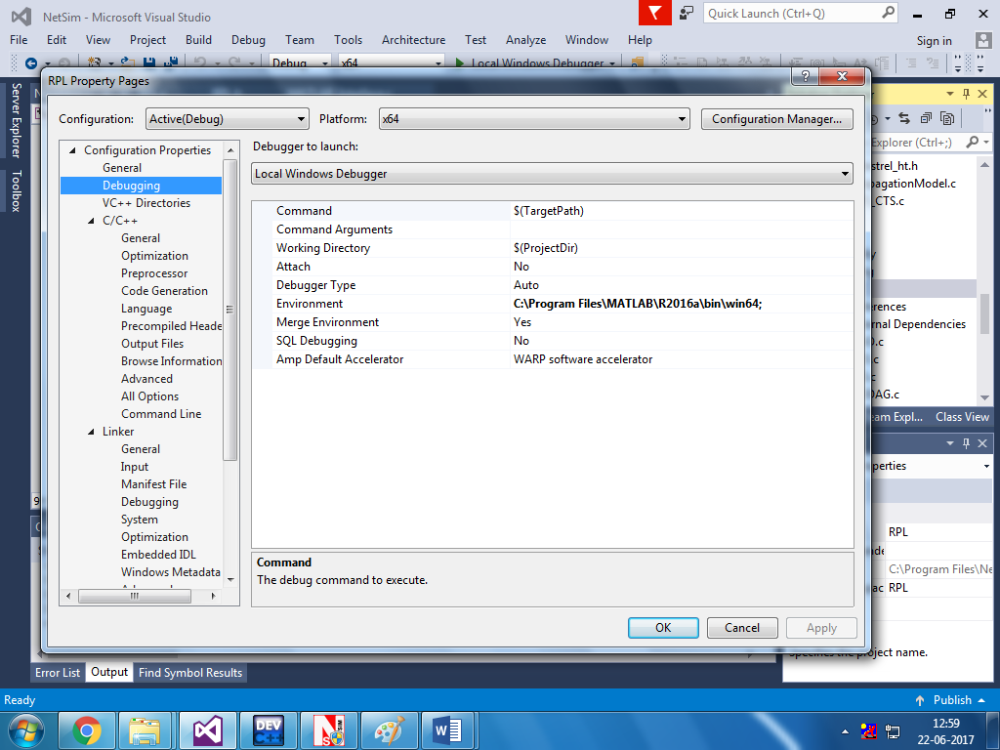 NetSim - Microsoft Visual Studio
Quick Launch (Ctrl+Q)
File Edit View Project Build Debug Team Tools Architecture Test Analyze Window Help Sign in
Debug x64 Local Windows Debugger
RPL Property Pages
Server Explorer
Toolbox
Configuration: Active(Debug) Platform: x64 Configuration Manager...
Configuration Properties
General
Debugging
VC++ Directories
C/C++
General
Optimization
Preprocessor
Code Generation
Language
Precompiled Heade
Output Files
Browse Information
Advanced
All Options
Command Line
Linker
General
Input
Manifest File
Debugging
System
Optimization
Embedded IDL
Windows Metadata
Debugger to launch:
Local Windows Debugger
Command $(TargetPath)
Command Arguments
Working Directory $(ProjectDir)
Attach No
Debugger Type Auto
Environment C:\Program Files\MATLAB\R2016a\bin\win64;
Merge Environment Yes
SQL Debugging No
Amp Default Accelerator WARP software accelerator
Command
The debug command to execute.
OK Cancel Apply
Explorer (Ctrl+;)
strel_ht.h
pagationModel.c
_CTS.c
rences
rnal Dependencies
DAG.c
eam Expl... Class View
perties
RPL
C:\Program Files\Ne
RPL
Specifies the project name.
Error List Output Find Symbol Results
Ready Publish
DEV C++
12:59
22-06-2017